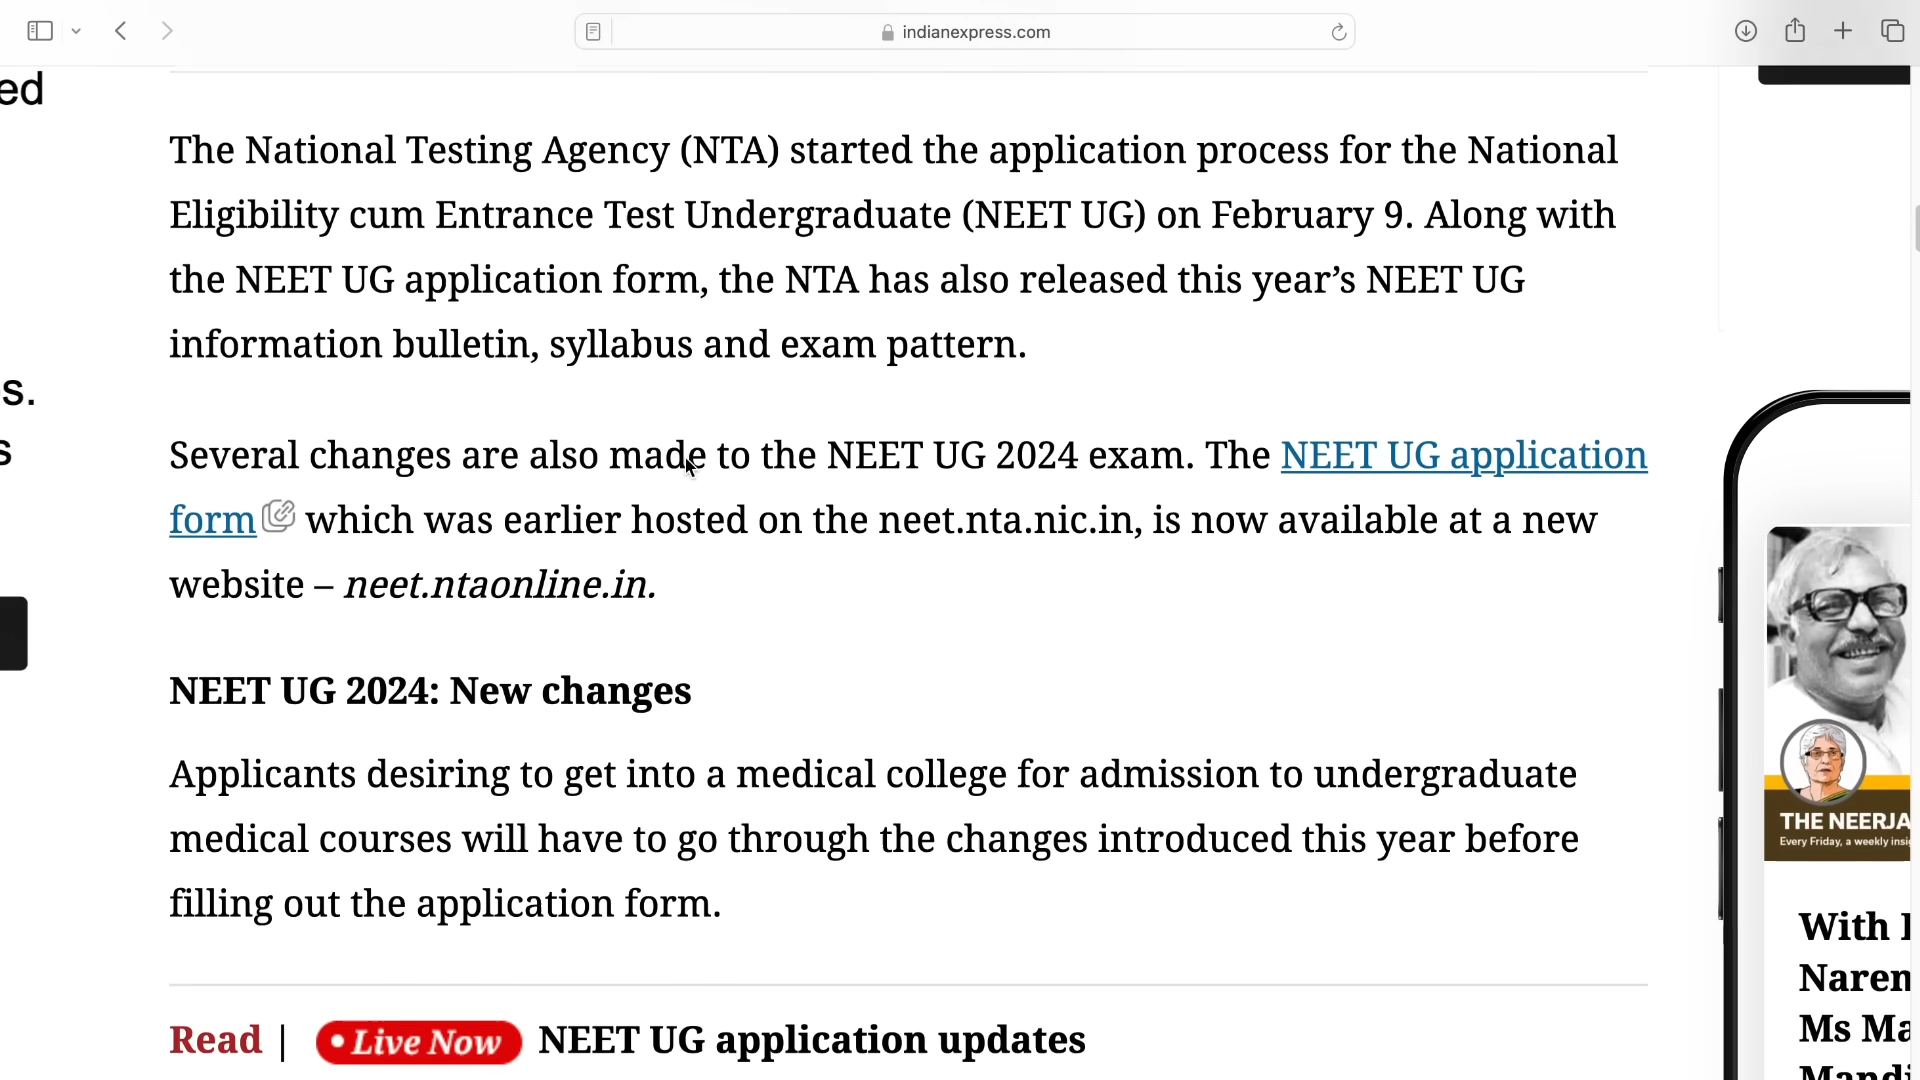 indianexpress.com
ed
The National Testing Agency (NTA) started the application process for the National
Eligibility cum Entrance Test Undergraduate (NEET UG) on February 9. Along with
the NEET UG application form, the NTA has also released this year’s NEET UG
information bulletin, syllabus and exam pattern.
s.
s
Several changes are also made to the NEET UG 2024 exam. The NEET UG application
form which was earlier hosted on the neet.nta.nic.in, is now available at a new
website – neet.ntaonline.in.
NEET UG 2024: New changes
Applicants desiring to get into a medical college for admission to undergraduate
medical courses will have to go through the changes introduced this year before
filling out the application form.
Read | • Live Now NEET UG application updates
THE NEERJA
Every Friday, a weekly insi
With
Naren
Ms Ma
Mandi